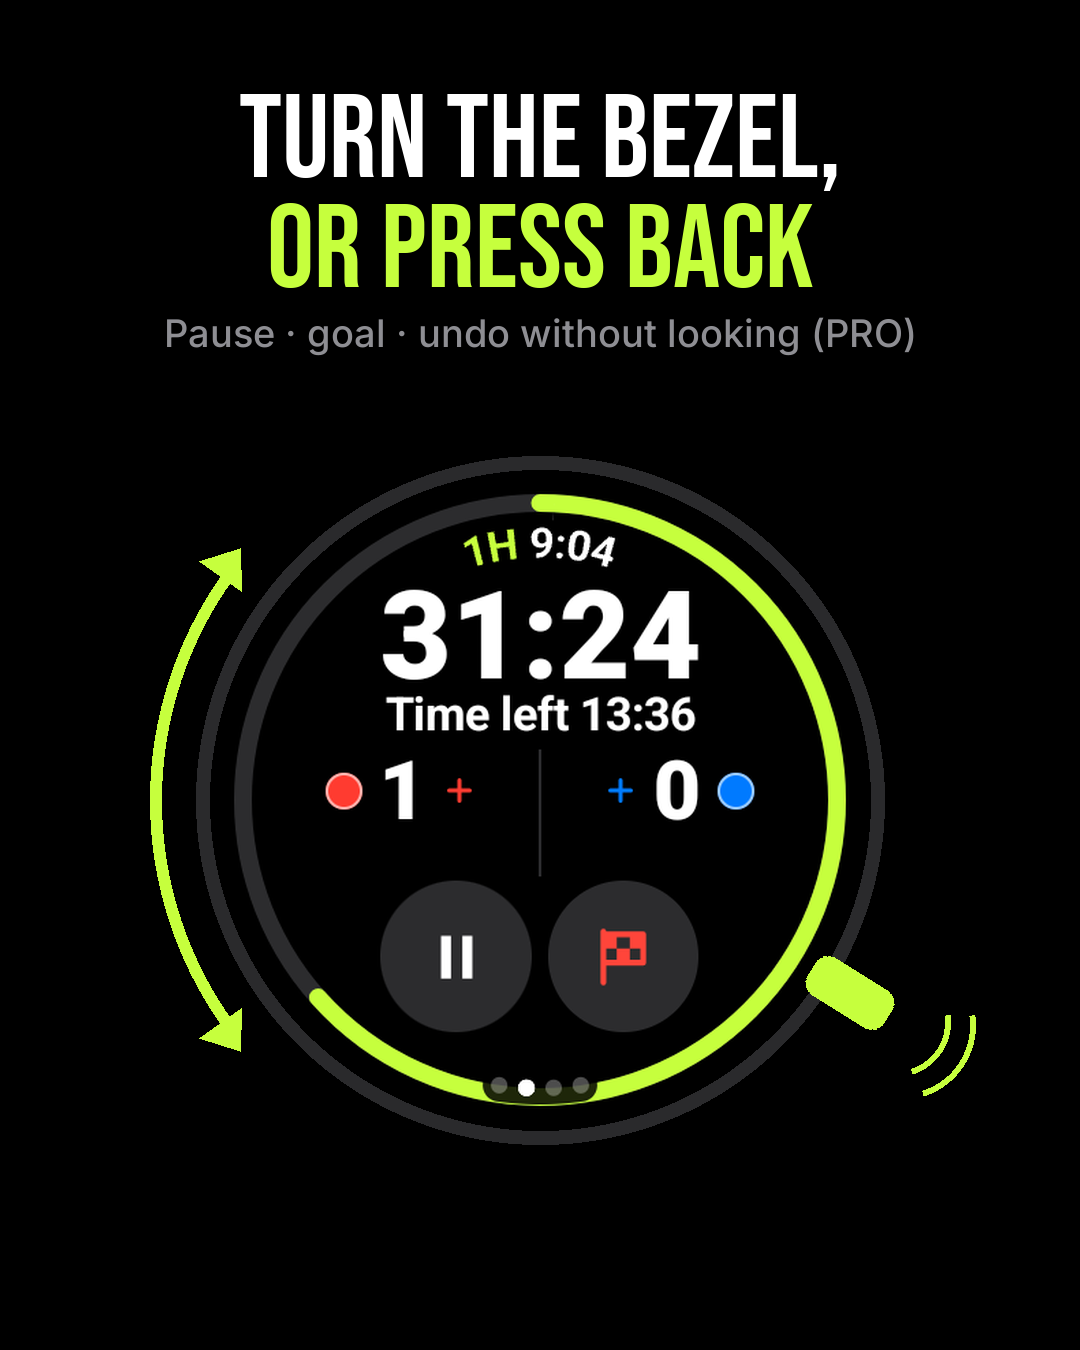 TURN THE BEZEL,
OR PRESS BACK
Pause · goal · undo without looking (PRO)
1H 9:04
31:24
Time left 13:36
1 + + 0